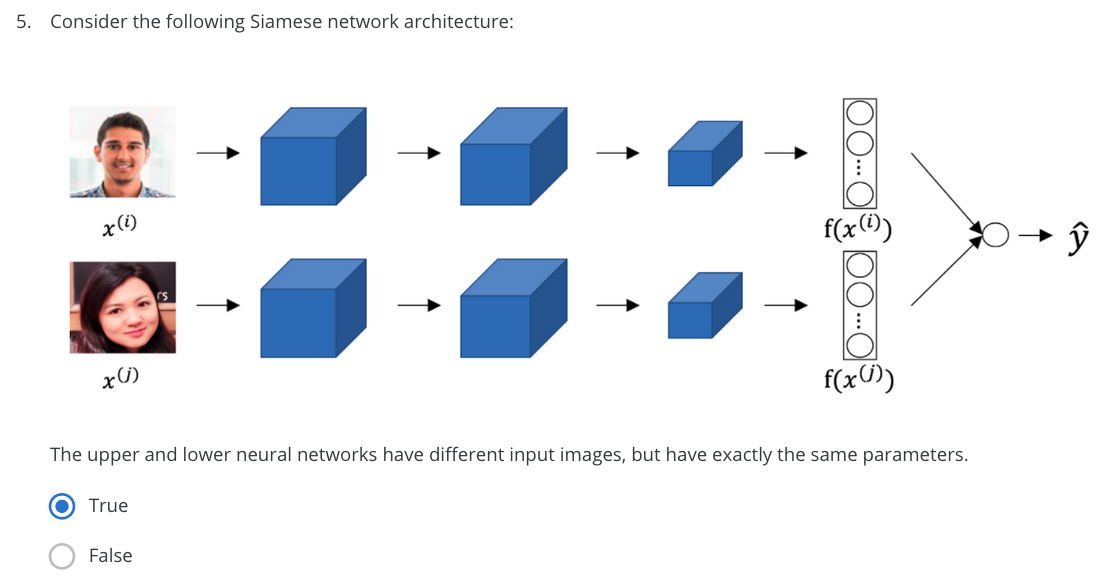 5. Consider the following Siamese network architecture:
rs
x^(i)
f(x^(i))
ŷ
x^(j)
f(x^(j))
The upper and lower neural networks have different input images, but have exactly the same parameters.
True
False